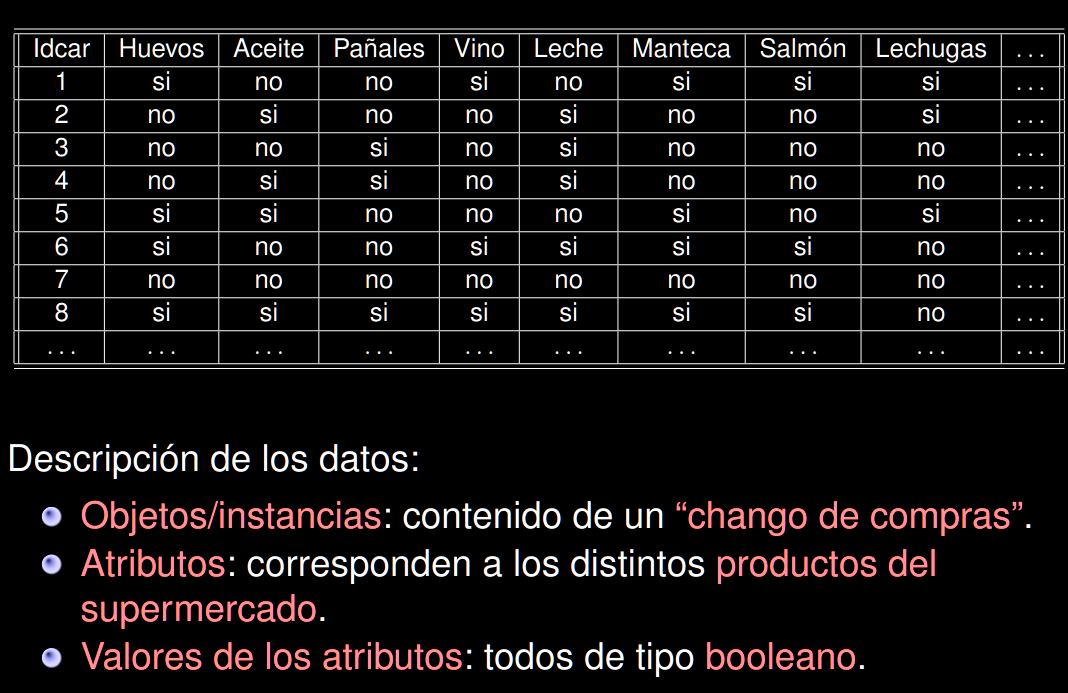 Idcar Huevos Aceite Pañales Vino Leche Manteca Salmón Lechugas ...
1 si no no si no si si si ...
2 no si no no si no no si ...
3 no no si no si no no no ...
4 no si si no si no no no ...
5 si si no no no si no si ...
6 si no no si si si si no ...
7 no no no no no no no no ...
8 si si si si si si si no ...
... ... ... ... ... ... ... ... ... ...
Descripción de los datos:
Objetos/instancias: contenido de un “chango de compras”.
Atributos: corresponden a los distintos productos del
supermercado.
Valores de los atributos: todos de tipo booleano.